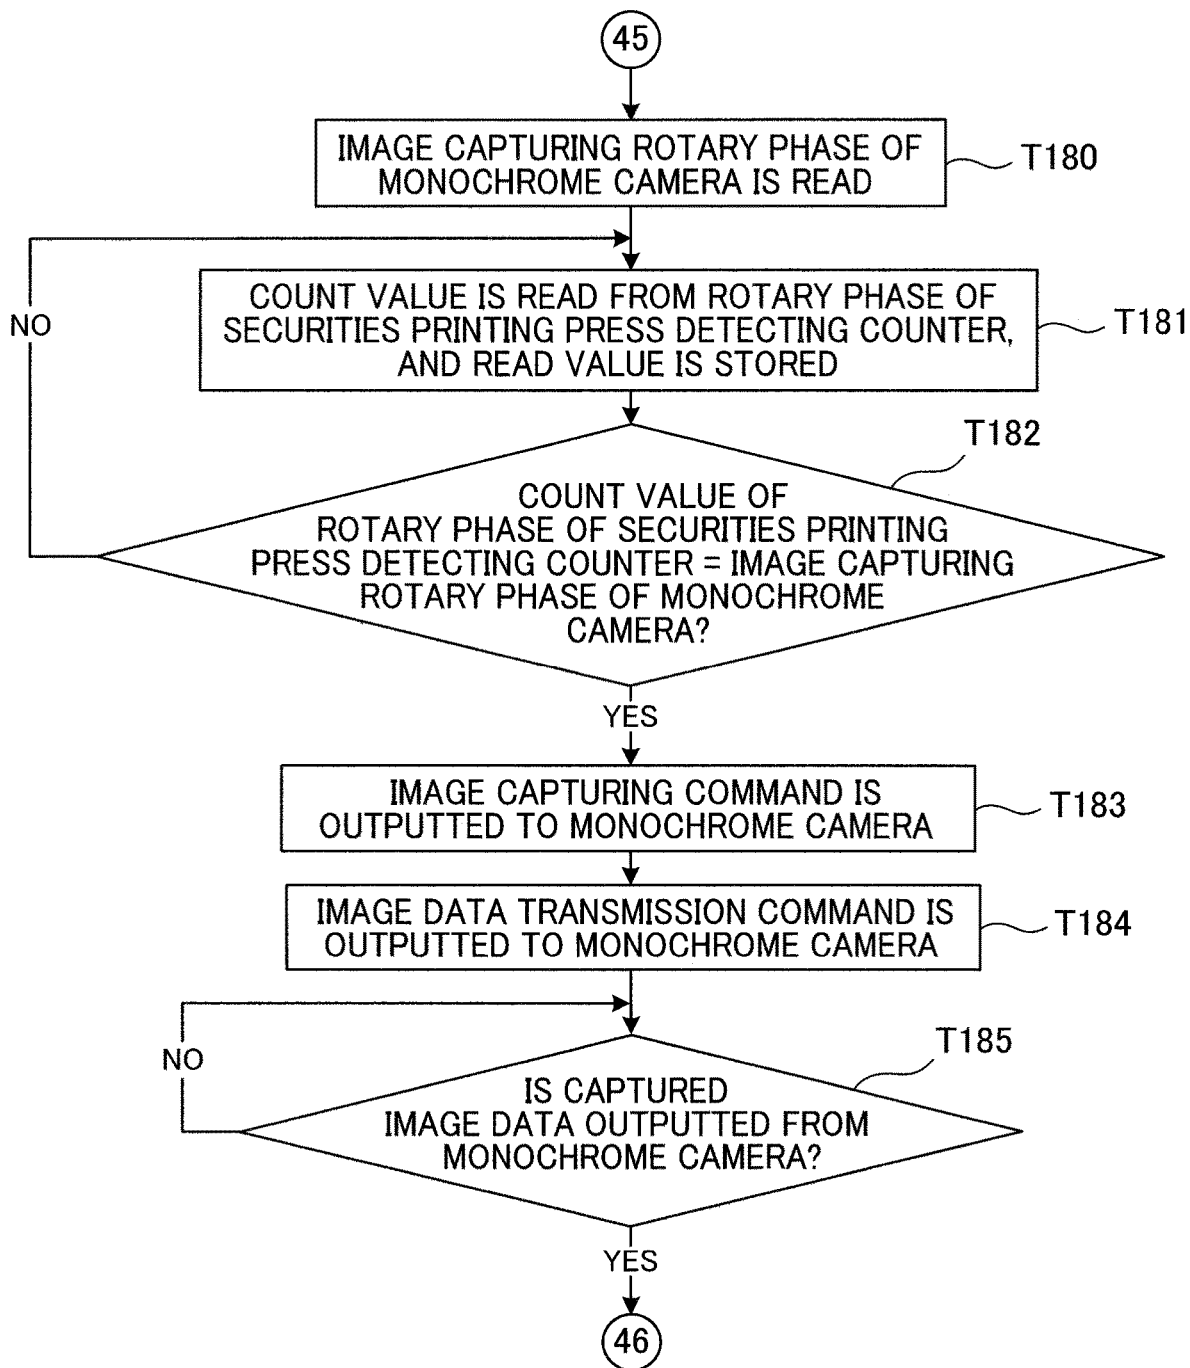 45
IMAGE CAPTURING ROTARY PHASE OF
MONOCHROME CAMERA IS READ
T180
COUNT VALUE IS READ FROM ROTARY PHASE OF
SECURITIES PRINTING PRESS DETECTING COUNTER,
AND READ VALUE IS STORED
T181
NO
T182
COUNT VALUE OF
ROTARY PHASE OF SECURITIES PRINTING
PRESS DETECTING COUNTER = IMAGE CAPTURING
ROTARY PHASE OF MONOCHROME
CAMERA?
YES
IMAGE CAPTURING COMMAND IS
OUTPUTTED TO MONOCHROME CAMERA
T183
IMAGE DATA TRANSMISSION COMMAND IS
OUTPUTTED TO MONOCHROME CAMERA
T184
NO
T185
IS CAPTURED
IMAGE DATA OUTPUTTED FROM
MONOCHROME CAMERA?
YES
46